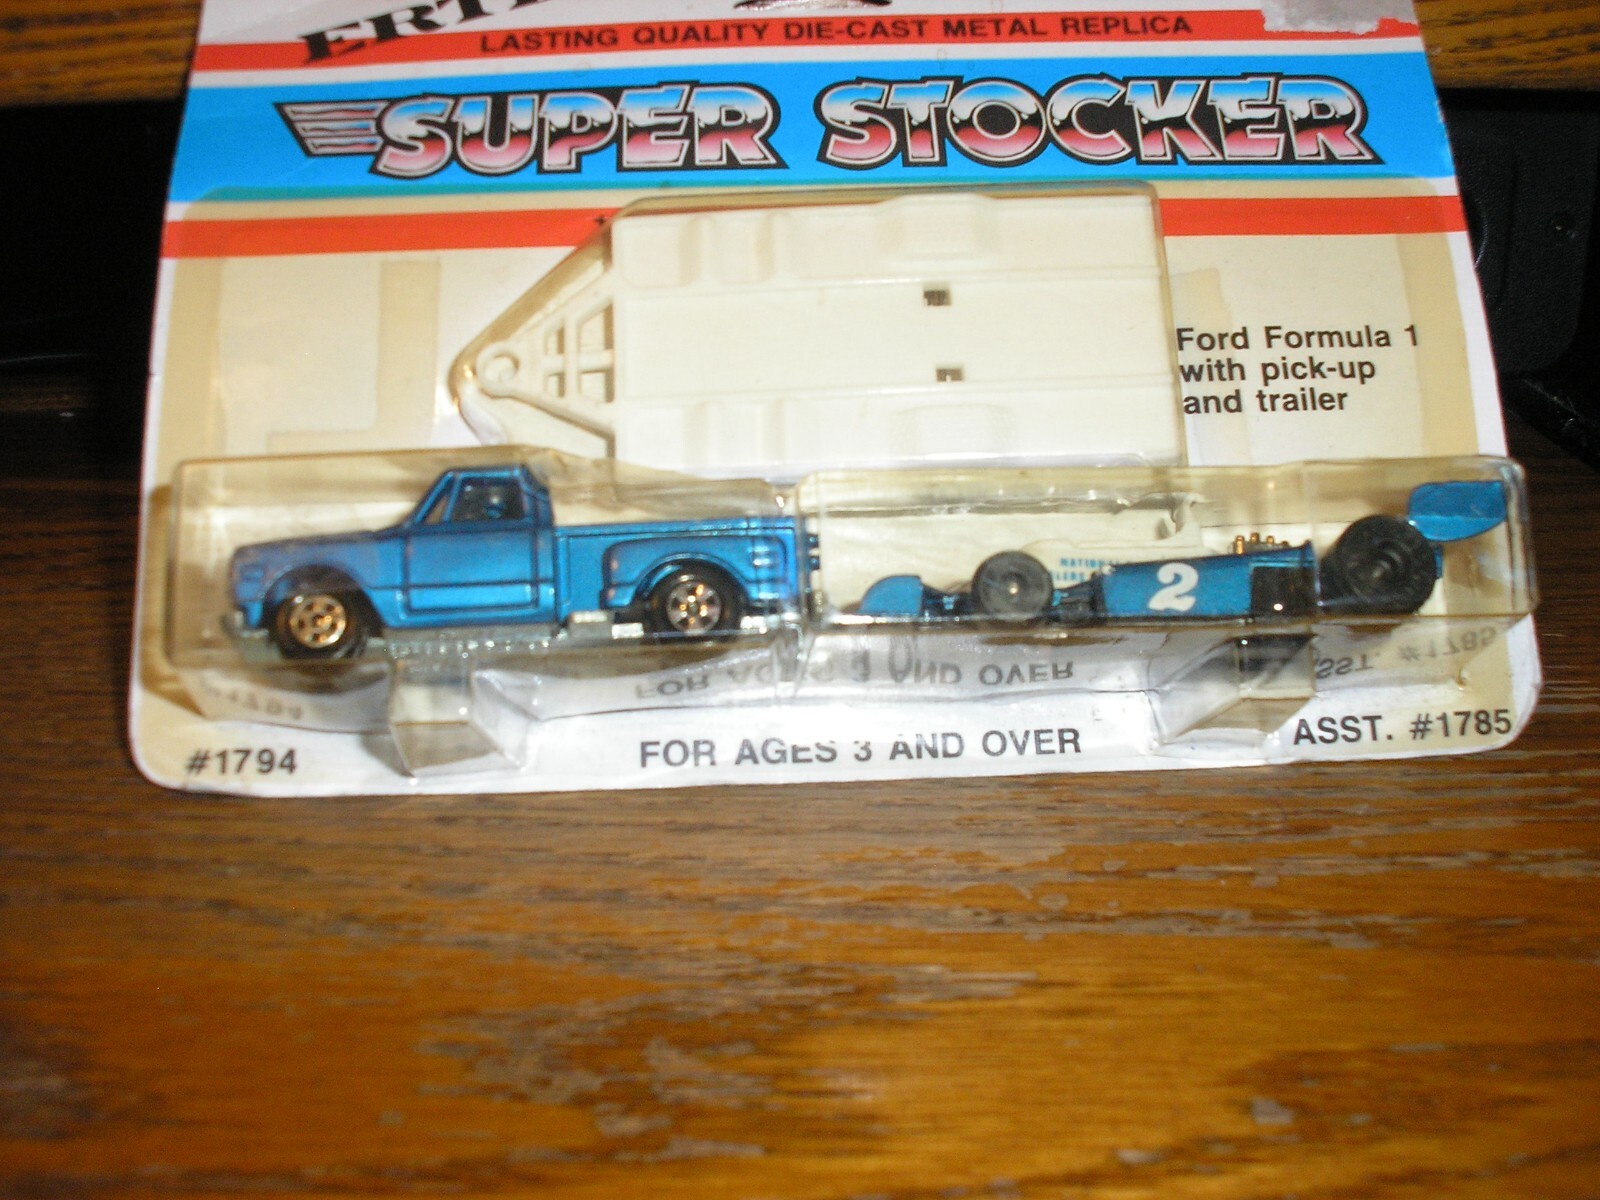 ERT
LASTING QUALITY DIE-CAST METAL REPLICA
SUPER STOCKER
Ford Formula 1
with pick-up
and trailer
2
#1794
FOR AGES 3 AND OVER
ASST. #1785